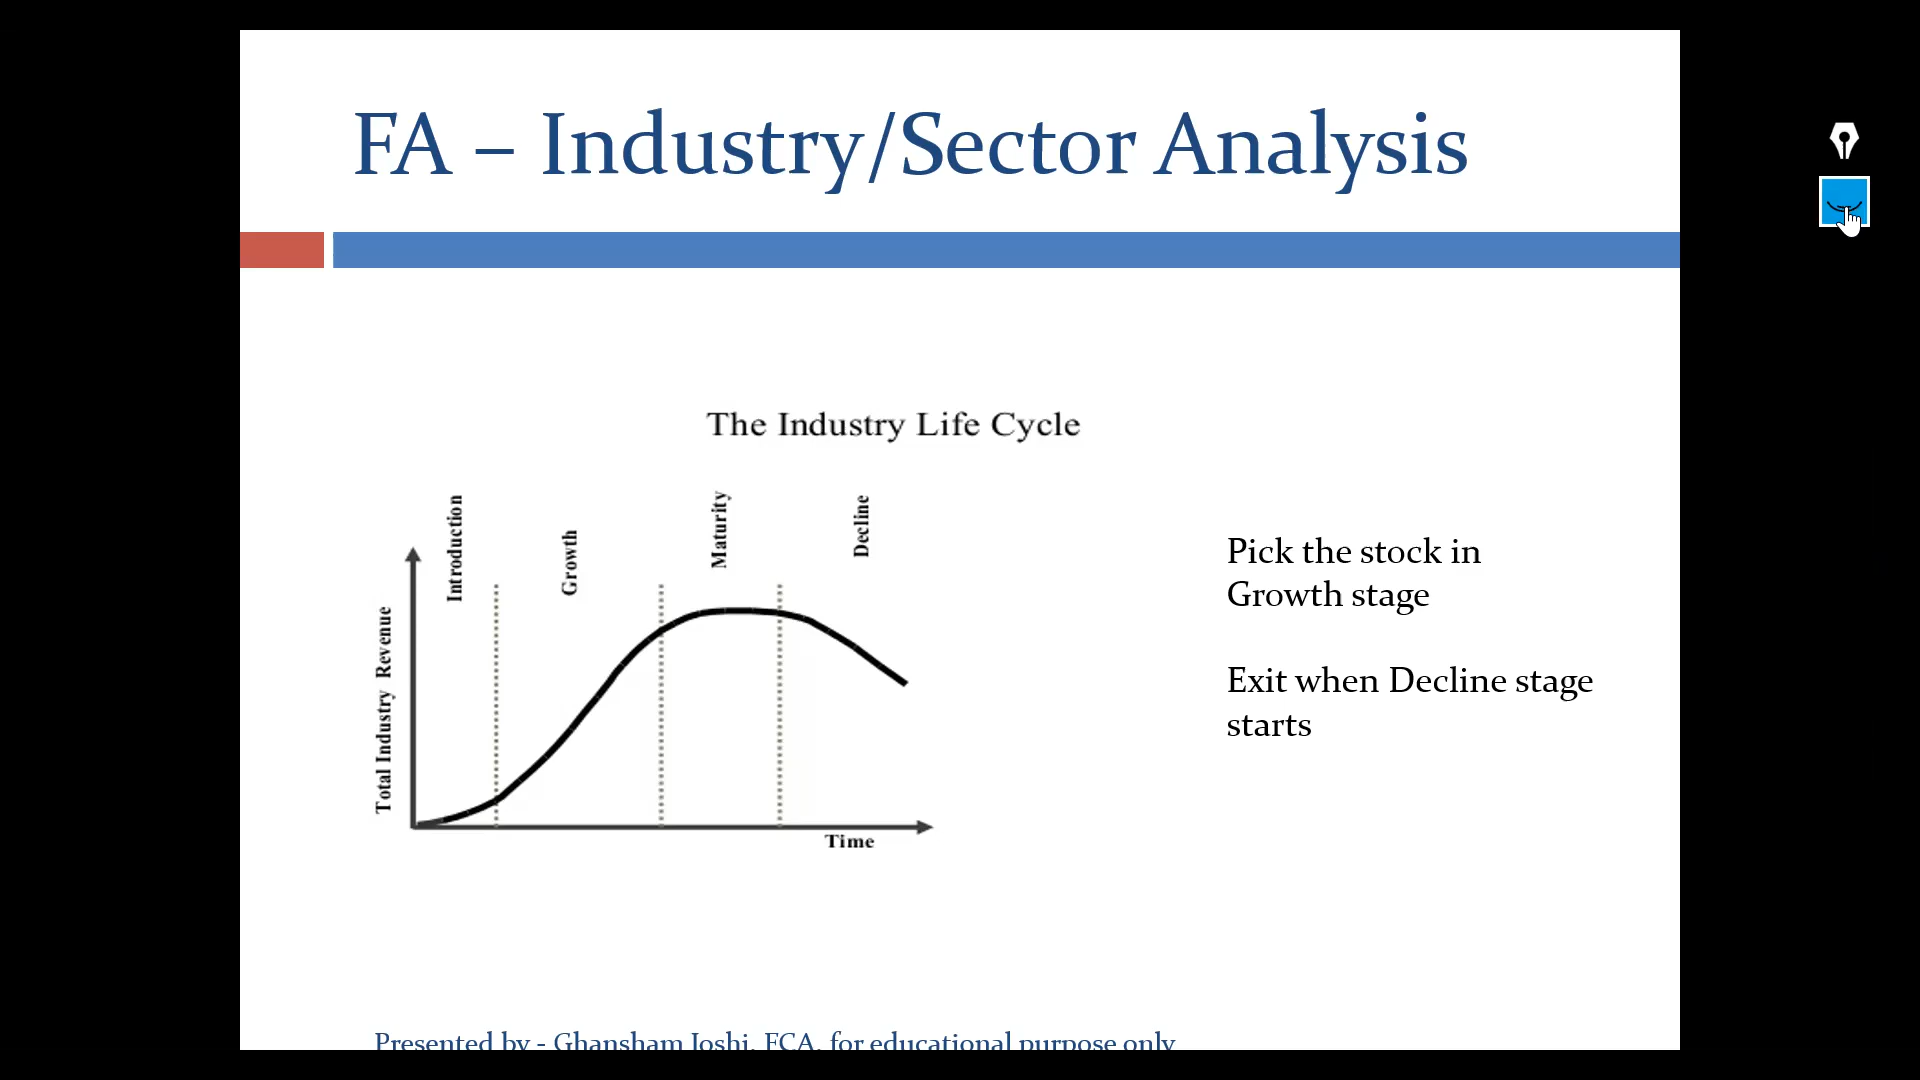 FA – Industry/Sector Analysis
The Industry Life Cycle
Introduction
Growth
Maturity
Decline
Total Industry Revenue
Time
Pick the stock in
Growth stage
Exit when Decline stage
starts
Presented by - Ghansham Joshi, FCA, for educational purpose only